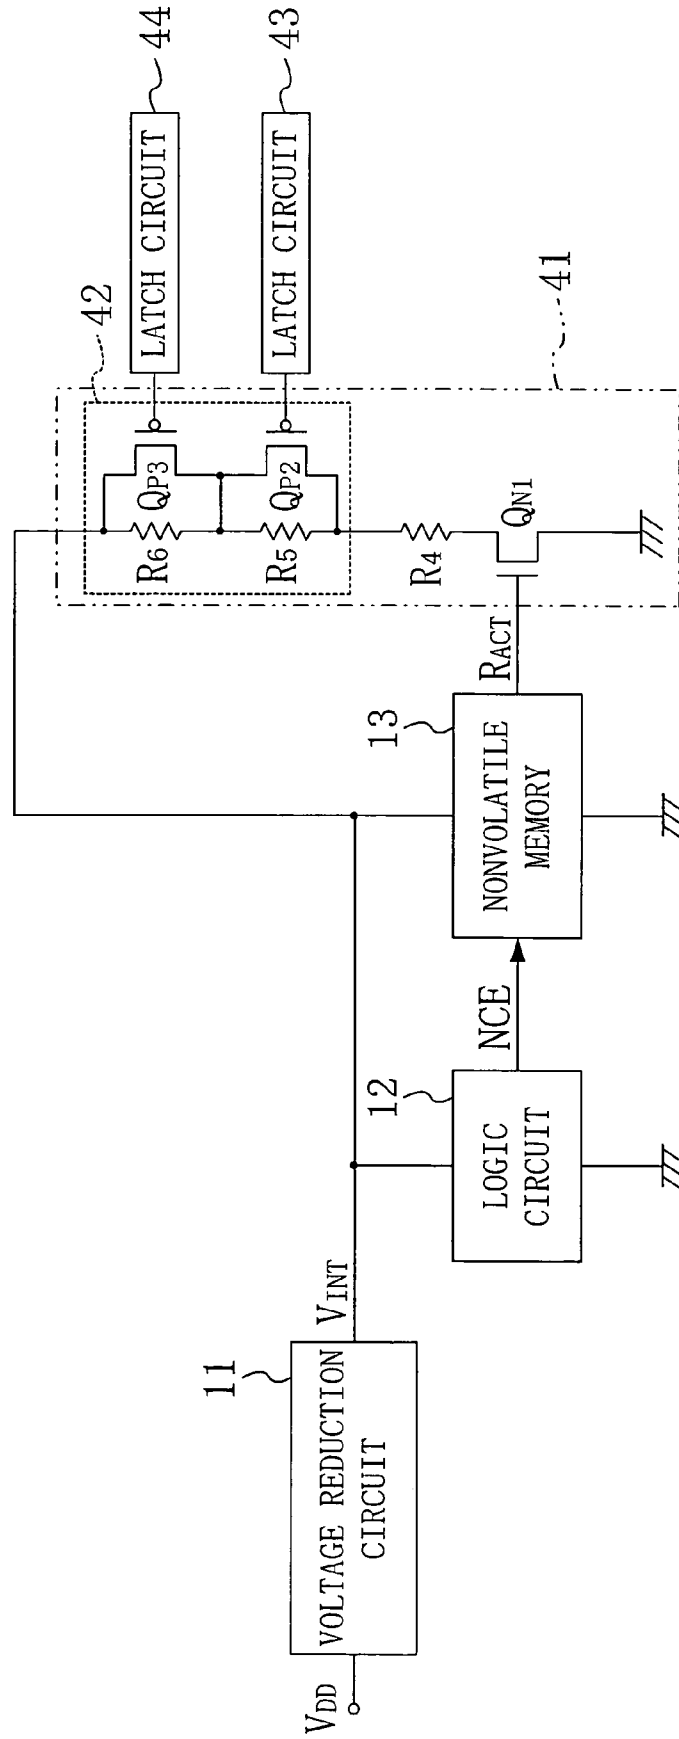 VDD
VOLTAGE REDUCTION
CIRCUIT
11
VINT
LOGIC
CIRCUIT
12
NCE
NONVOLATILE
MEMORY
13
RACT
R6
QP3
R5
QP2
R4
QN1
42
41
LATCH CIRCUIT
44
LATCH CIRCUIT
43